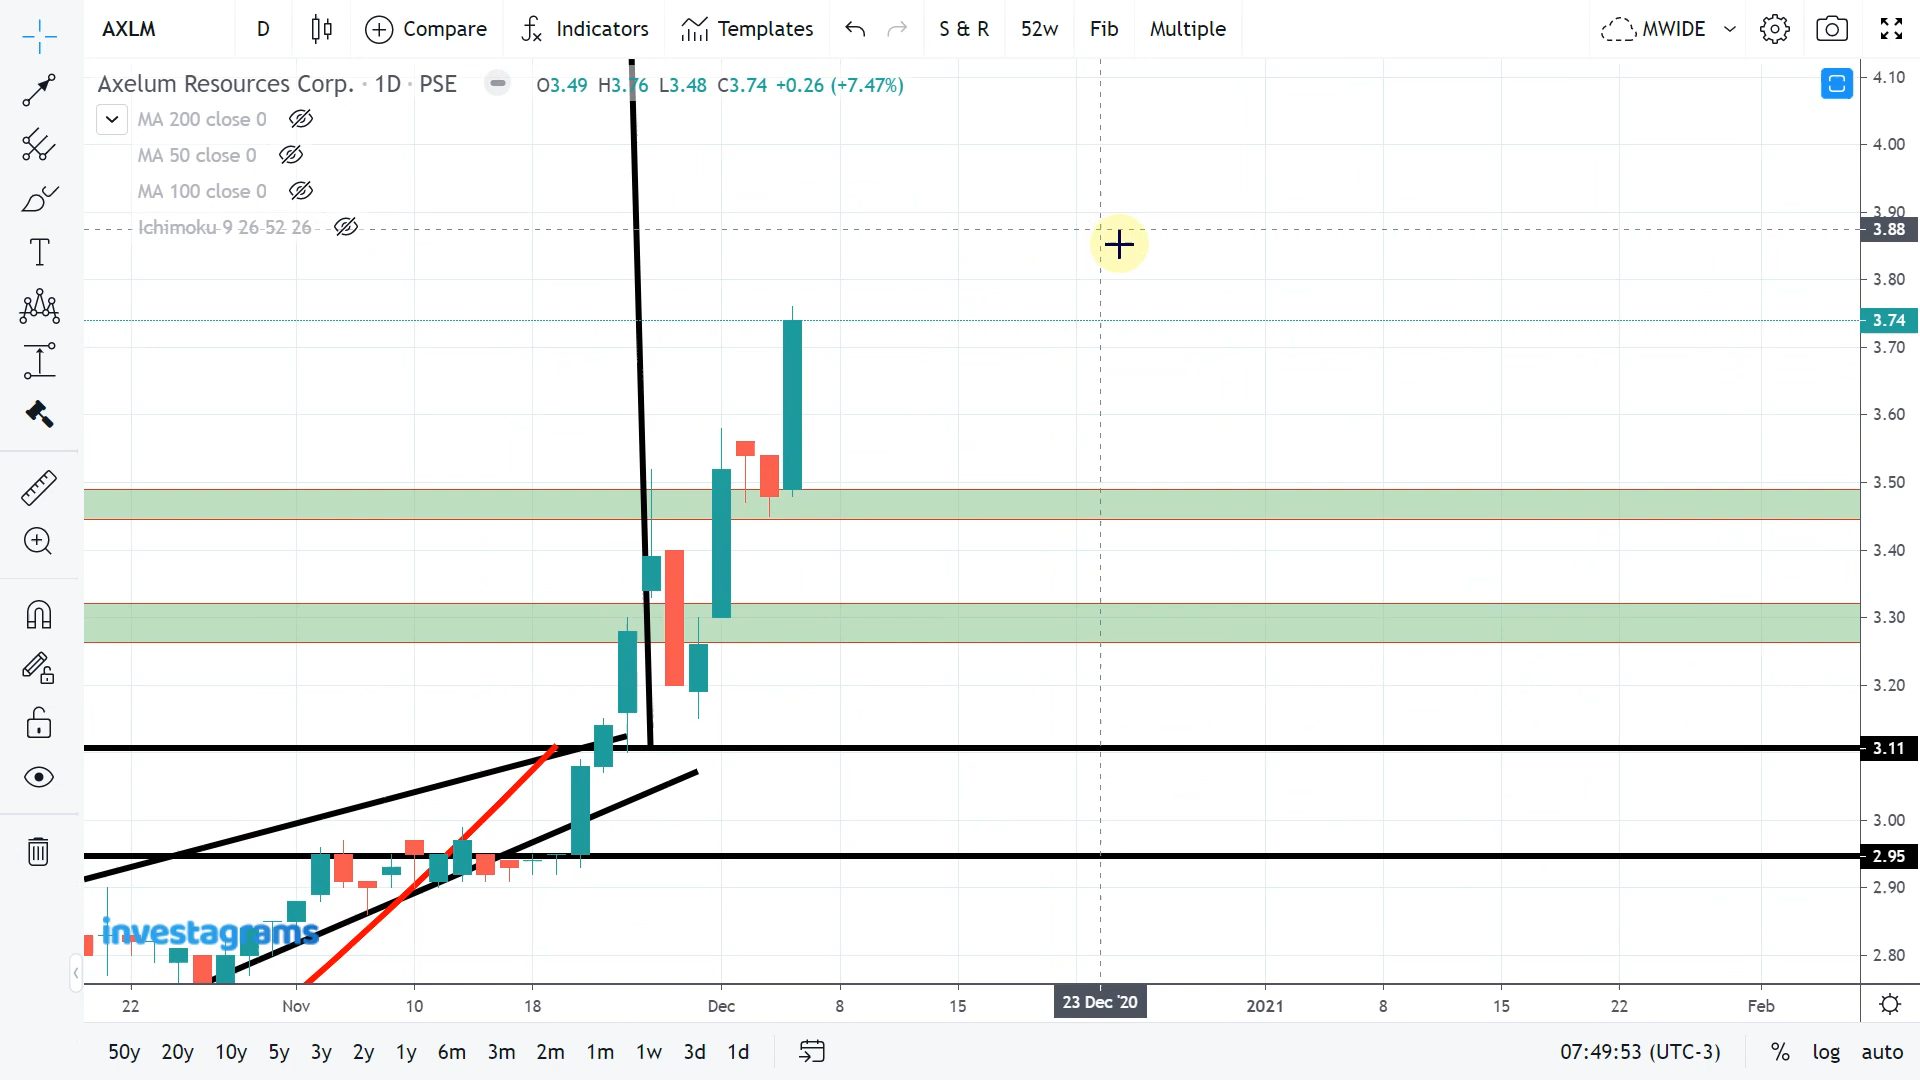 AXLM D Compare Indicators Templates S & R 52w Fib Multiple MWIDE
Axelum Resources Corp. · 1D · PSE O3.49 H3.76 L3.48 C3.74 +0.26 (+7.47%)
MA 200 close 0
MA 50 close 0
MA 100 close 0
Ichimoku 9 26 52 26
4.10
4.00
3.90
3.88
3.80
3.74
3.70
3.60
3.50
3.40
3.30
3.20
3.11
3.00
2.95
2.90
2.80
investagrams
22 Nov 10 18 Dec 8 15 23 Dec '20 2021 8 15 22 Feb
50y 20y 10y 5y 3y 2y 1y 6m 3m 2m 1m 1w 3d 1d 07:49:53 (UTC-3) % log auto